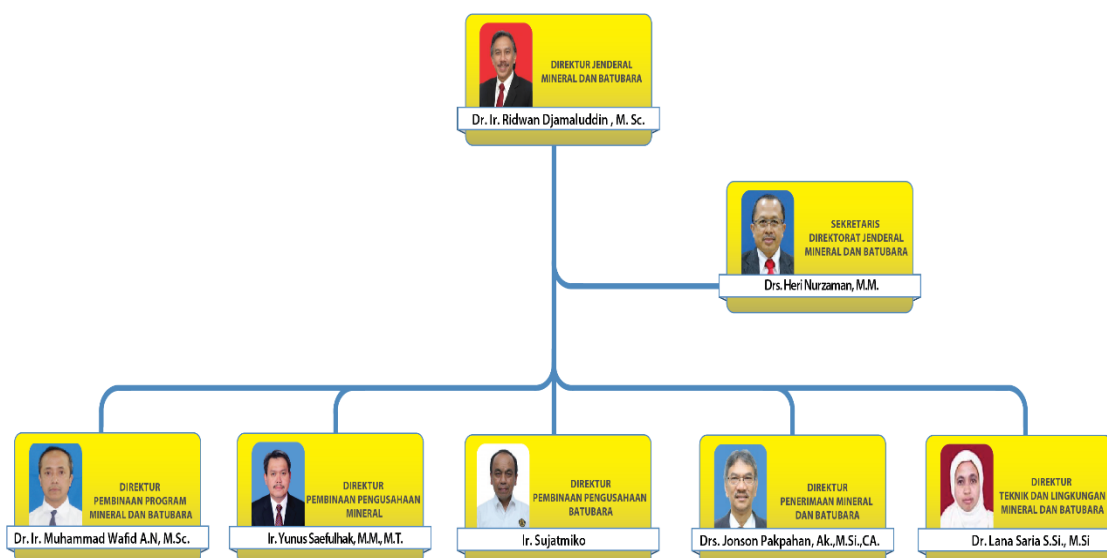 DIREKTUR JENDERAL
MINERAL DAN BATUBARA
Dr. Ir. Ridwan Djamaluddin , M. Sc.
SEKRETARIS
DIREKTORAT JENDERAL
MINERAL DAN BATUBARA
Drs. Heri Nurzaman, M.M.
DIREKTUR
PEMBINAAN PROGRAM
MINERAL DAN BATUBARA
Dr. Ir. Muhammad Wafid A.N, M.Sc.
DIREKTUR
PEMBINAAN PENGUSAHAAN
MINERAL
Ir. Yunus Saefulhak, M.M., M.T.
DIREKTUR
PEMBINAAN PENGUSAHAAN
BATUBARA
Ir. Sujatmiko
DIREKTUR
PENERIMAAN MINERAL
DAN BATUBARA
Drs. Jonson Pakpahan, Ak.,M.Si.,CA.
DIREKTUR
TEKNIK DAN LINGKUNGAN
MINERAL DAN BATUBARA
Dr. Lana Saria S.Si., M.Si